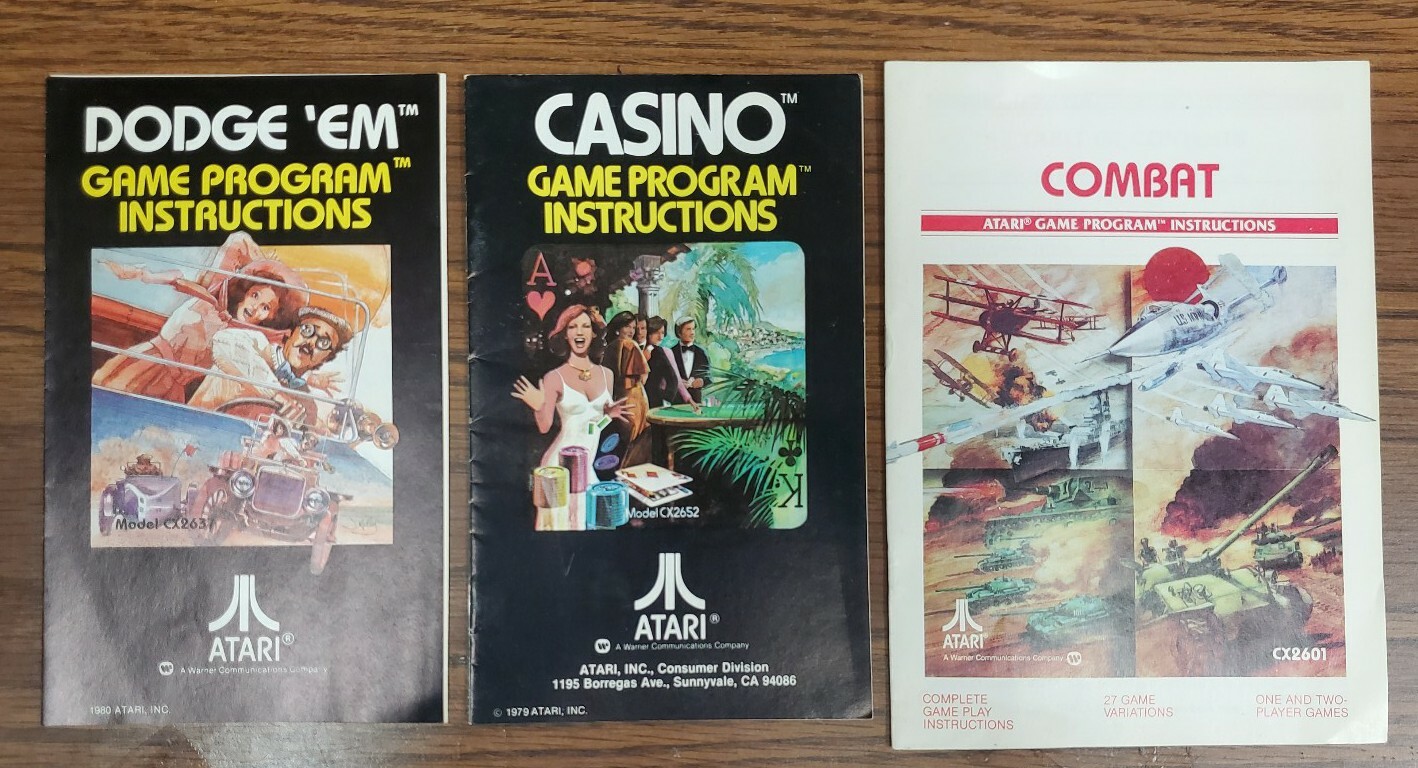 DODGE 'EM™
GAME PROGRAM™
INSTRUCTIONS
Model CX2637
ATARI®
A Warner Communications Company
1980 ATARI, INC.
CASINO™
GAME PROGRAM™
INSTRUCTIONS
A
K
Model CX2652
ATARI®
A Warner Communications Company
ATARI, INC., Consumer Division
1195 Borregas Ave., Sunnyvale, CA 94086
© 1979 ATARI, INC.
COMBAT
ATARI® GAME PROGRAM™ INSTRUCTIONS
ATARI®
A Warner Communications Company
CX2601
COMPLETE
GAME PLAY
INSTRUCTIONS
27 GAME
VARIATIONS
ONE AND TWO-
PLAYER GAMES